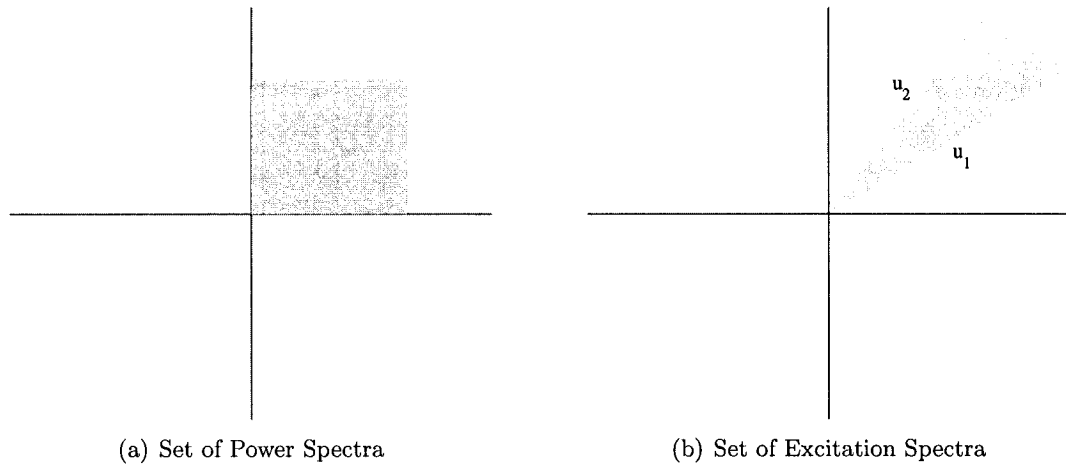 u2
u1
(a) Set of Power Spectra
(b) Set of Excitation Spectra